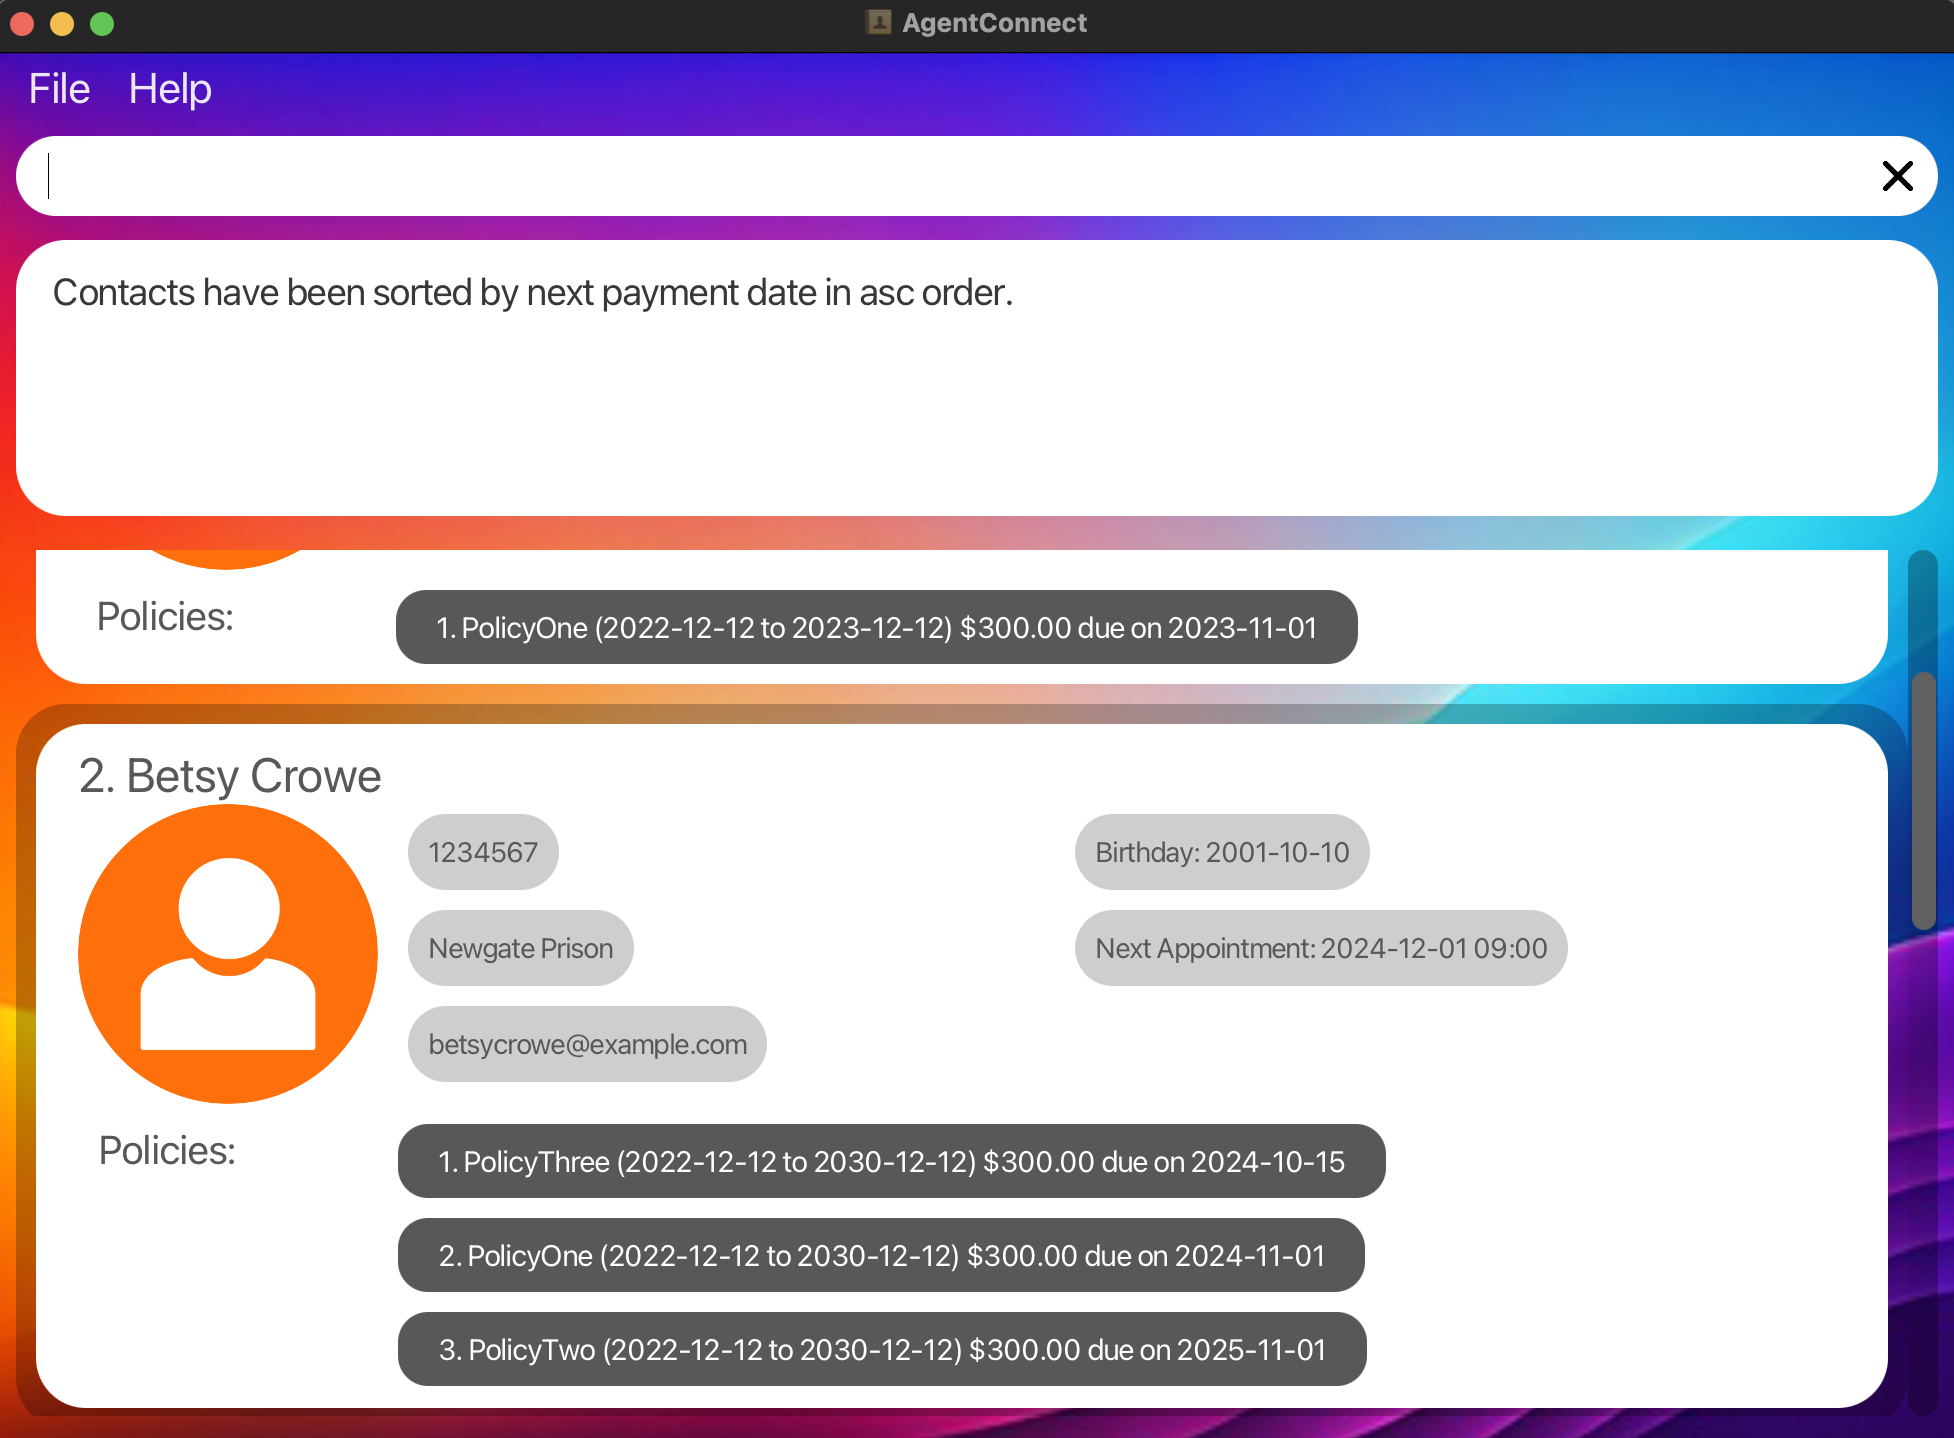 AgentConnect
File Help
Contacts have been sorted by next payment date in asc order.
Policies:
1. PolicyOne (2022-12-12 to 2023-12-12) $300.00 due on 2023-11-01
2. Betsy Crowe
1234567
Birthday: 2001-10-10
Newgate Prison
Next Appointment: 2024-12-01 09:00
betsycrowe@example.com
Policies:
1. PolicyThree (2022-12-12 to 2030-12-12) $300.00 due on 2024-10-15
2. PolicyOne (2022-12-12 to 2030-12-12) $300.00 due on 2024-11-01
3. PolicyTwo (2022-12-12 to 2030-12-12) $300.00 due on 2025-11-01